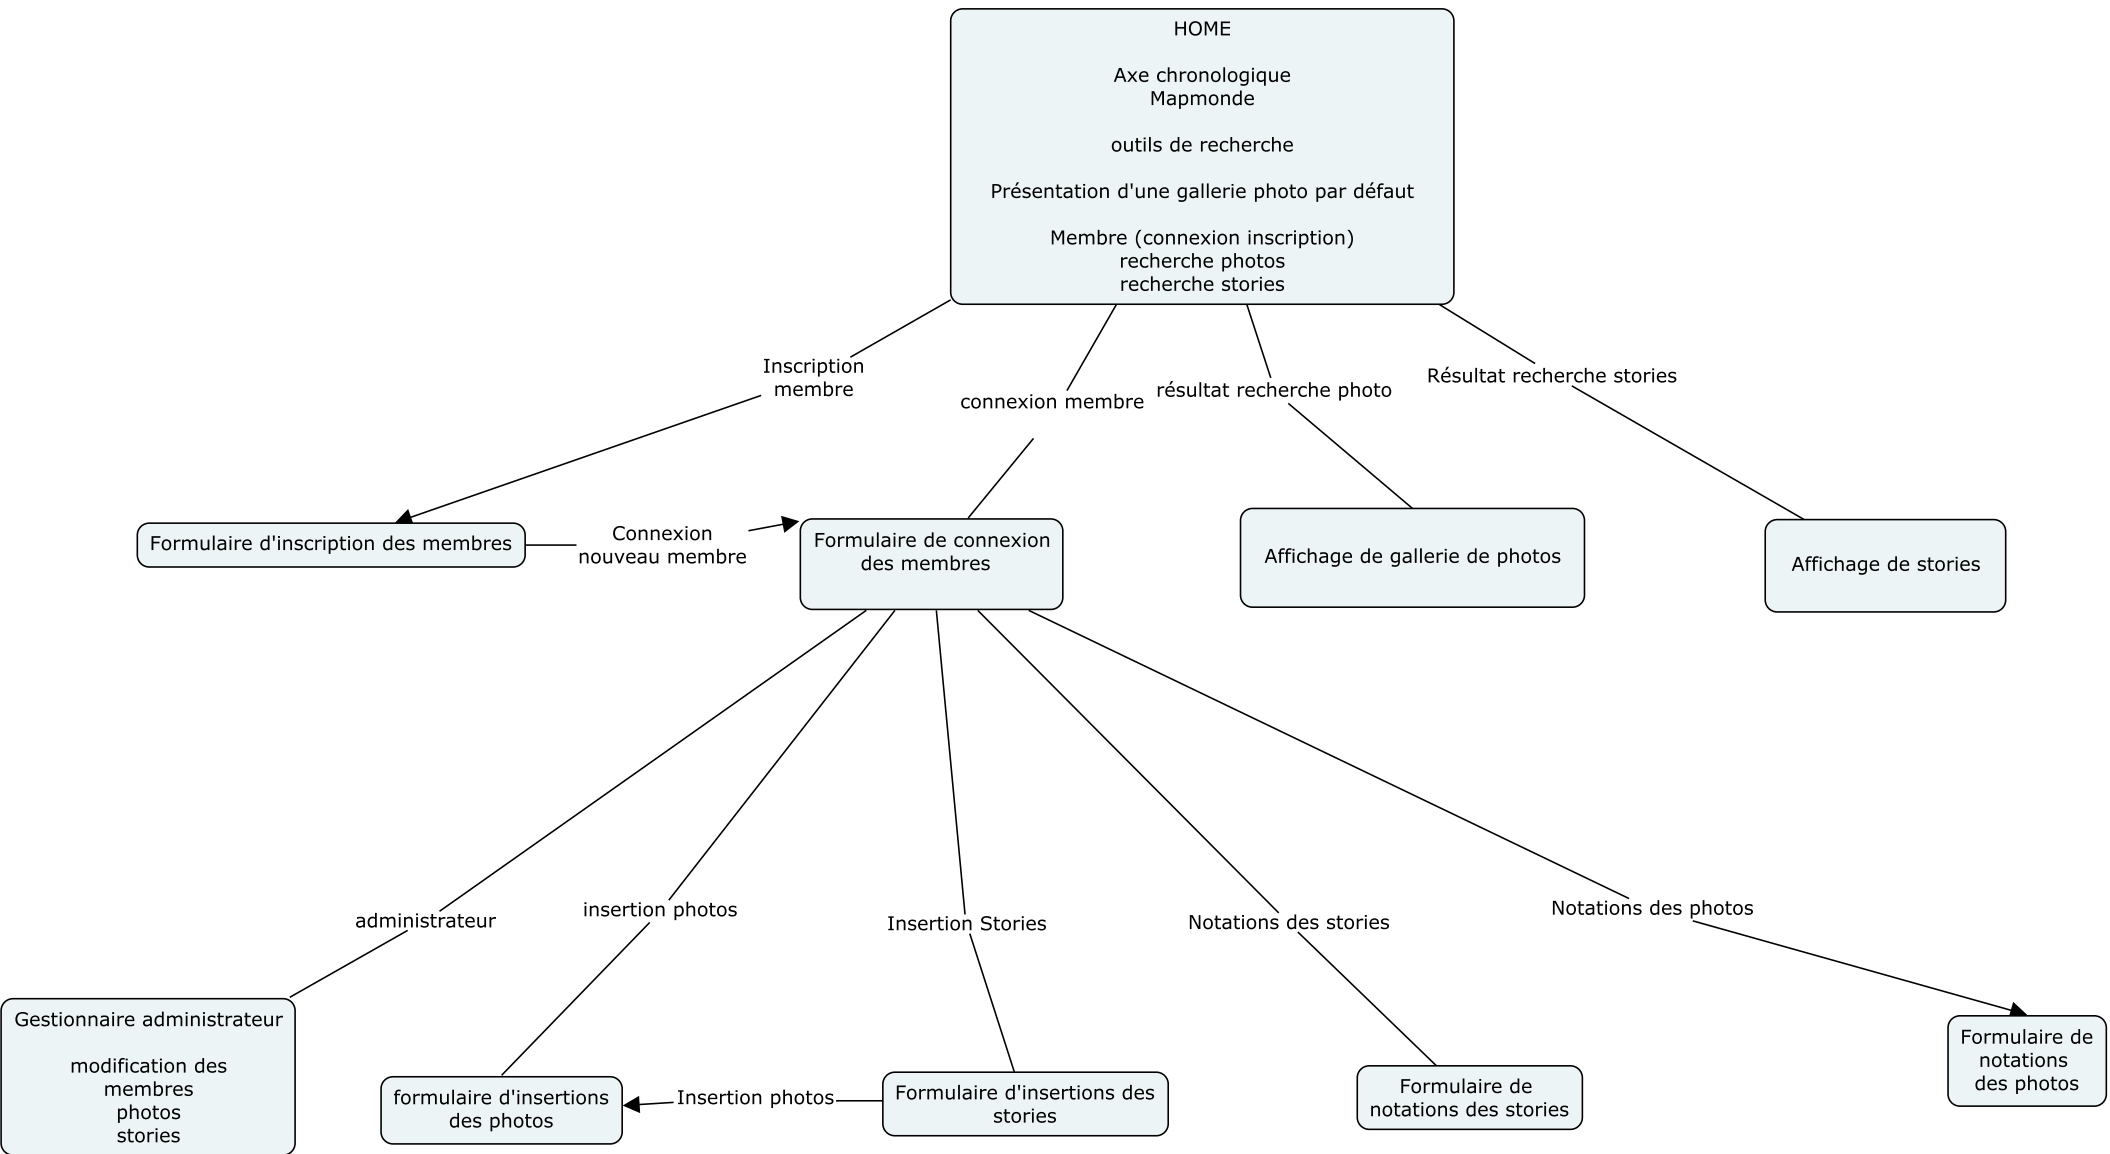 HOME
Axe chronologique
Mapmonde
outils de recherche
Présentation d'une gallerie photo par défaut
Membre (connexion inscription)
recherche photos
recherche stories
Inscription
membre
connexion membre
résultat recherche photo
Résultat recherche stories
Formulaire d'inscription des membres
Connexion
nouveau membre
Formulaire de connexion
des membres
Affichage de gallerie de photos
Affichage de stories
administrateur
insertion photos
Insertion Stories
Notations des stories
Notations des photos
Gestionnaire administrateur
modification des
membres
photos
stories
formulaire d'insertions
des photos
Insertion photos
Formulaire d'insertions des
stories
Formulaire de
notations des stories
Formulaire de
notations
des photos